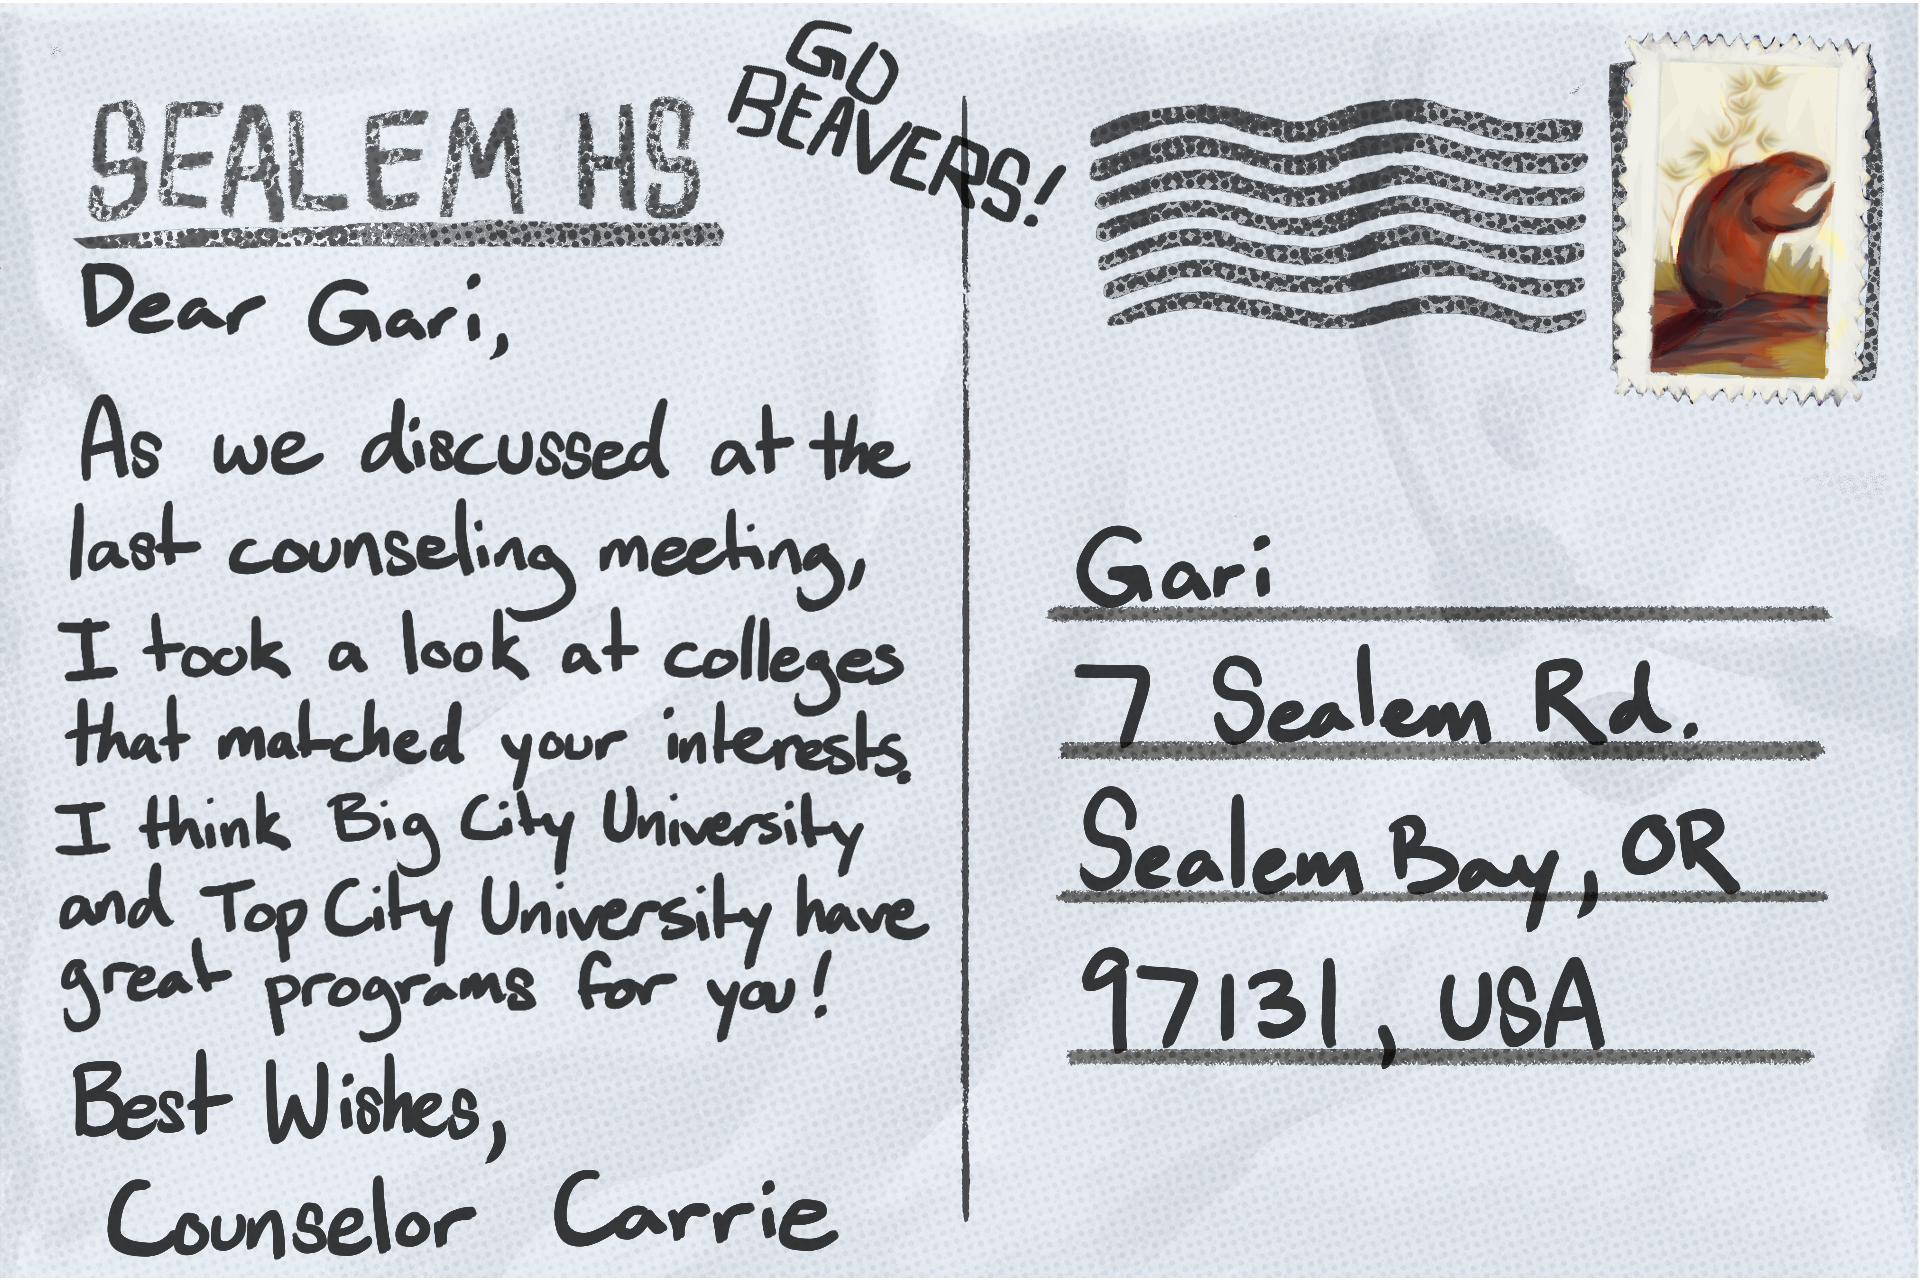 SEALEM HS
GO
BEAVERS!
Dear Gari,
As we discussed at the
last counseling meeting,
I took a look at colleges
that matched your interests.
I think Big City University
and Top City University have
great programs for you!
Best Wishes,
Counselor Carrie
Gari
7 Sealem Rd.
Sealem Bay, OR
97131, USA